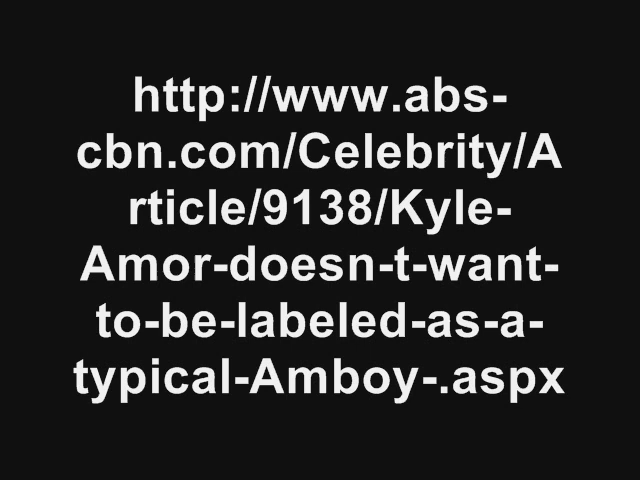 http://www.abs-
cbn.com/Celebrity/A
rticle/9138/Kyle-
Amor-doesn-t-want-
to-be-labeled-as-a-
typical-Amboy-.aspx